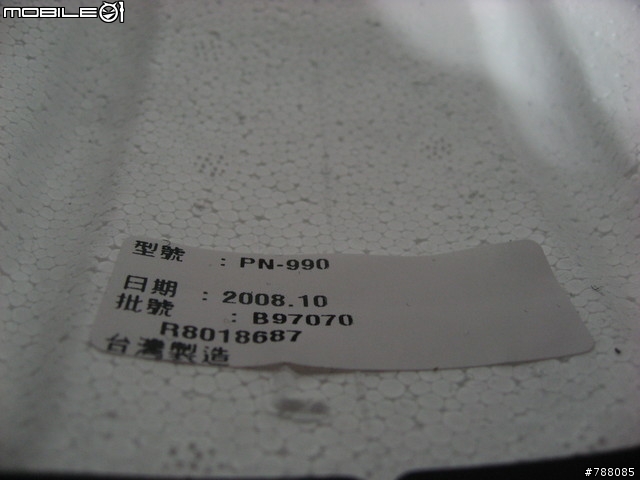 MOBILE01
型號 : PN-990
日期 : 2008.10
批號 : B97070
R8018687
台灣製造
#788085